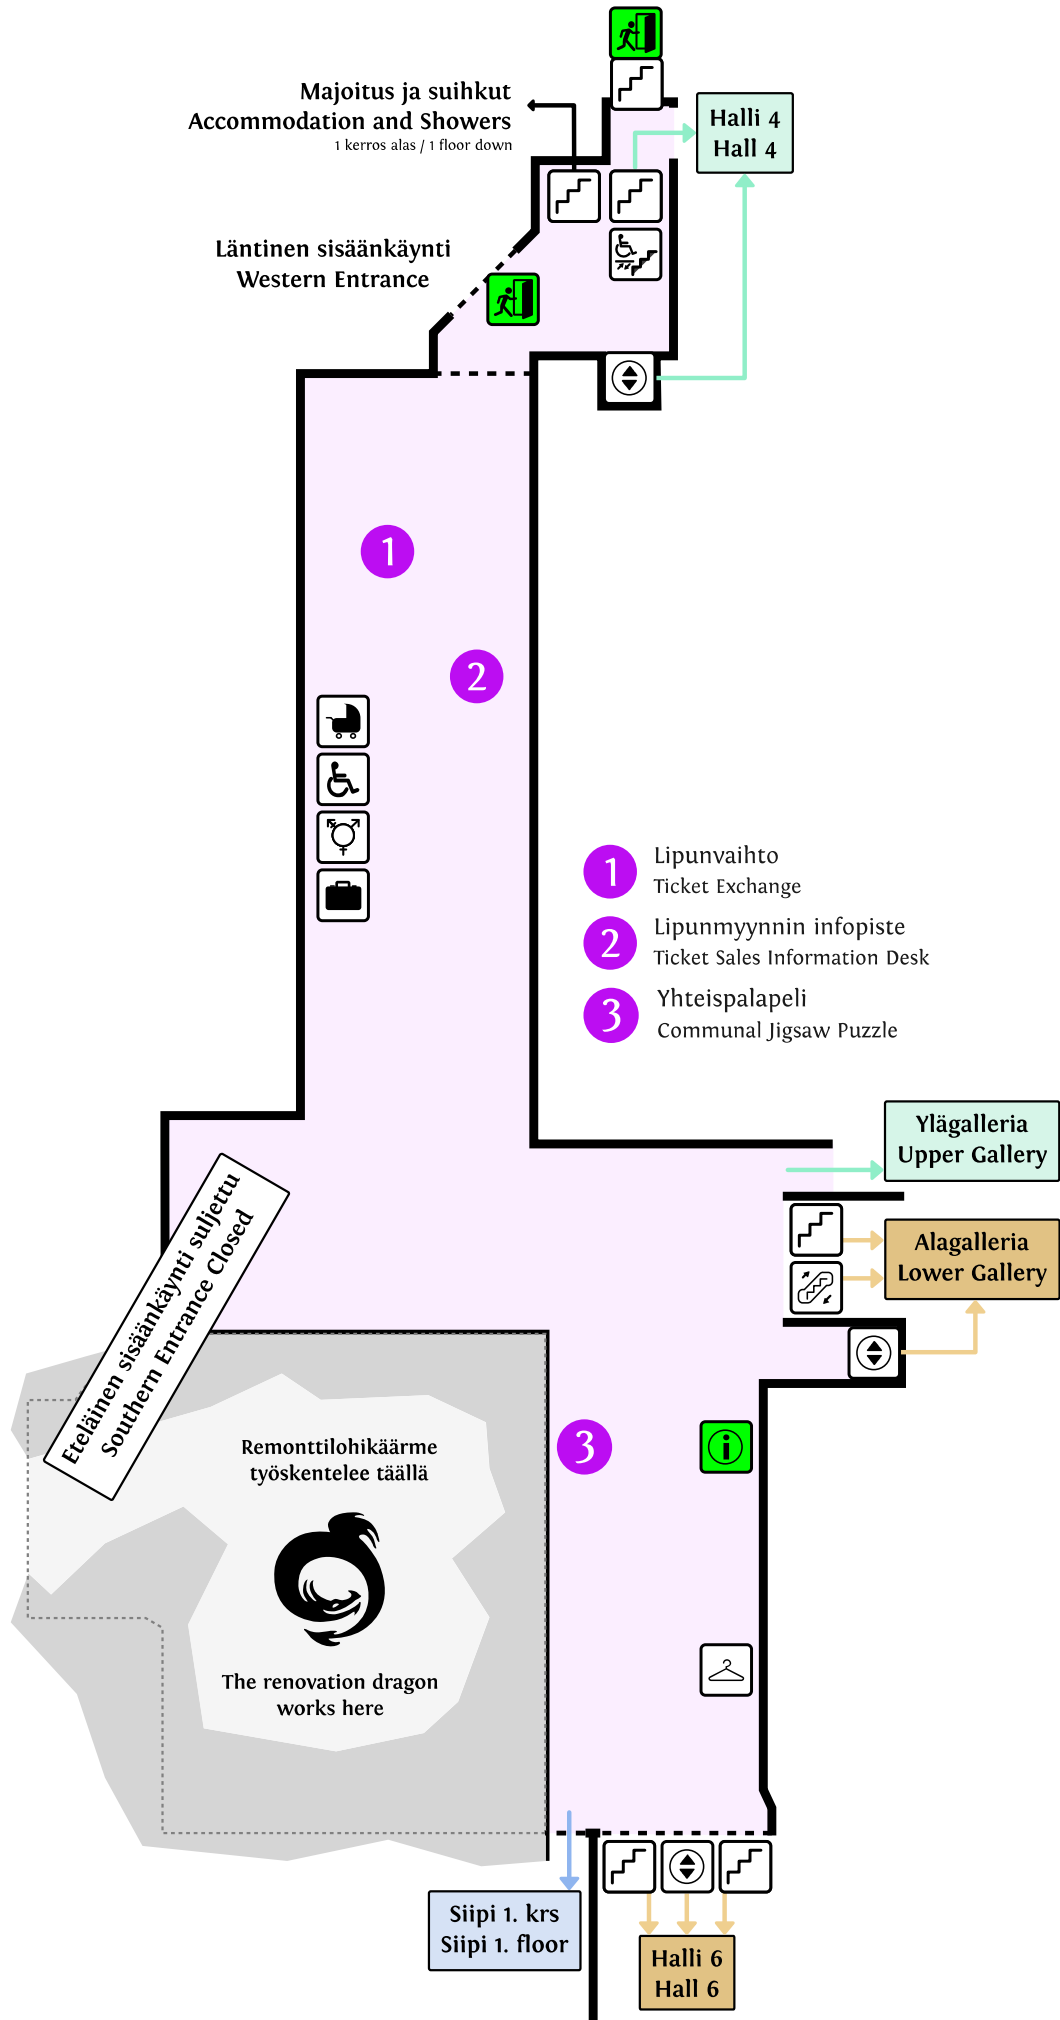 Majoitus ja suihkut
Accommodation and Showers
1 kerros alas / 1 floor down
Halli 4
Hall 4
Läntinen sisäänkäynti
Western Entrance
1
2
1 Lipunvaihto
Ticket Exchange
2 Lipunmyynnin infopiste
Ticket Sales Information Desk
3 Yhteispalapeli
Communal Jigsaw Puzzle
Ylägalleria
Upper Gallery
Eteläinen sisäänkäynti suljettu
Southern Entrance Closed
Alagalleria
Lower Gallery
3
Remonttilohikäärme
työskentelee täällä
The renovation dragon
works here
Siipi 1. krs
Siipi 1. floor
Halli 6
Hall 6